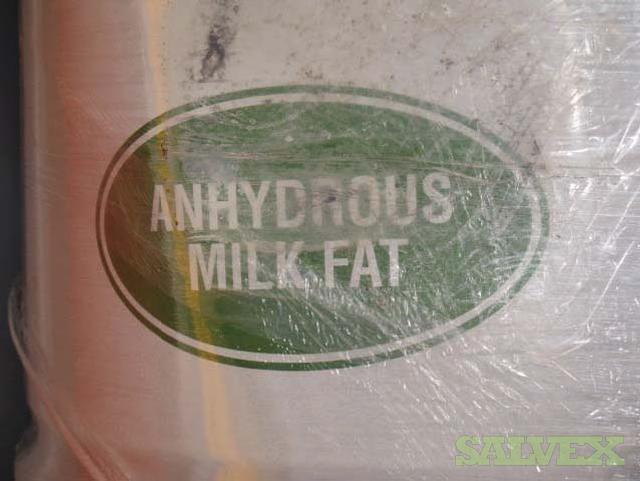 ANHYDROUS
MILK FAT
SALVEX